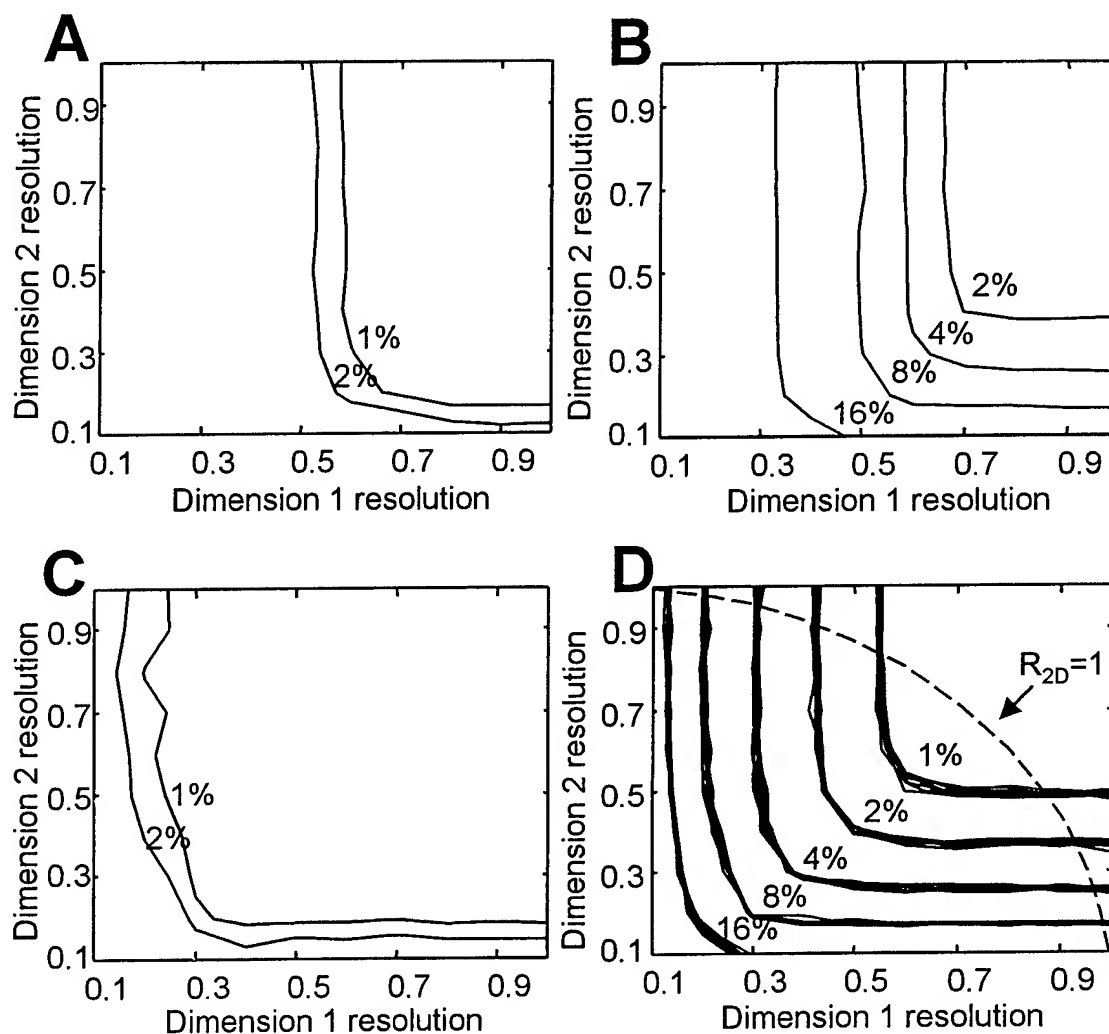 A
Dimension 2 resolution
0.9
0.7
0.5
0.3
0.1
1%
2%
0.1 0.3 0.5 0.7 0.9
Dimension 1 resolution
B
Dimension 2 resolution
0.9
0.7
0.5
0.3
0.1
2%
4%
8%
16%
0.1 0.3 0.5 0.7 0.9
Dimension 1 resolution
C
Dimension 2 resolution
0.9
0.7
0.5
0.3
0.1
1%
2%
0.1 0.3 0.5 0.7 0.9
Dimension 1 resolution
D
Dimension 2 resolution
0.9
0.7
0.5
0.3
0.1
R2D=1
1%
2%
4%
8%
16%
0.1 0.3 0.5 0.7 0.9
Dimension 1 resolution